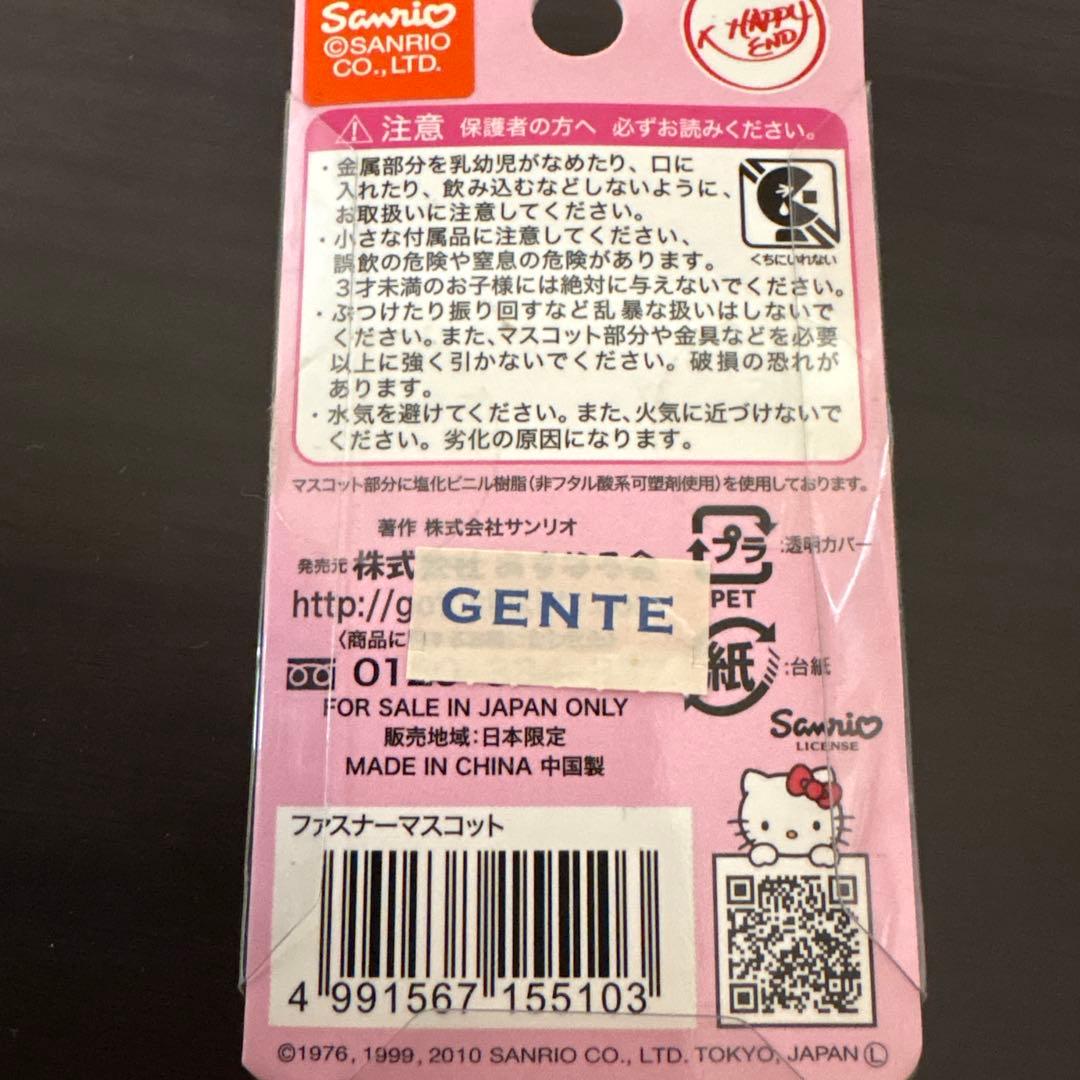 Sanrio
©SANRIO
CO., LTD.
HAPPY
END
注意 保護者の方へ 必ずお読みください。
・金属部分を乳幼児がなめたり、口に
入れたり、飲み込むなどしないように、
お取扱いに注意してください。
・小さな付属品に注意してください、
誤飲の危険や窒息の危険があります。
3才未満のお子様には絶対に与えないでください。
・ぶつけたり振り回すなど乱暴な扱いはしないで
ください。また、マスコット部分や金具などを必要
以上に強く引かないでください。破損の恐れが
あります。
・水気を避けてください。また、火気に近づけないで
ください。劣化の原因になります。
くちにいれない
マスコット部分に塩化ビニル樹脂(非フタル酸系可塑剤使用)を使用しております。
著作 株式会社サンリオ
発売元 株式
GENTE
http://g
〈商品に
012
FOR SALE IN JAPAN ONLY
販売地域:日本限定
MADE IN CHINA 中国製
プラ :透明カバー
PET
紙 :台紙
Sanrio
LICENSE
ファスナーマスコット
4 991567 155103
©1976, 1999, 2010 SANRIO CO., LTD. TOKYO, JAPAN Ⓛ